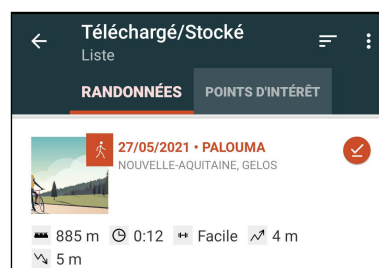 Téléchargé/Stocké
Liste
RANDONNÉES POINTS D'INTÉRÊT
27/05/2021 • PALOUMA
NOUVELLE-AQUITAINE, GELOS
885 m 0:12 Facile 4 m
5 m